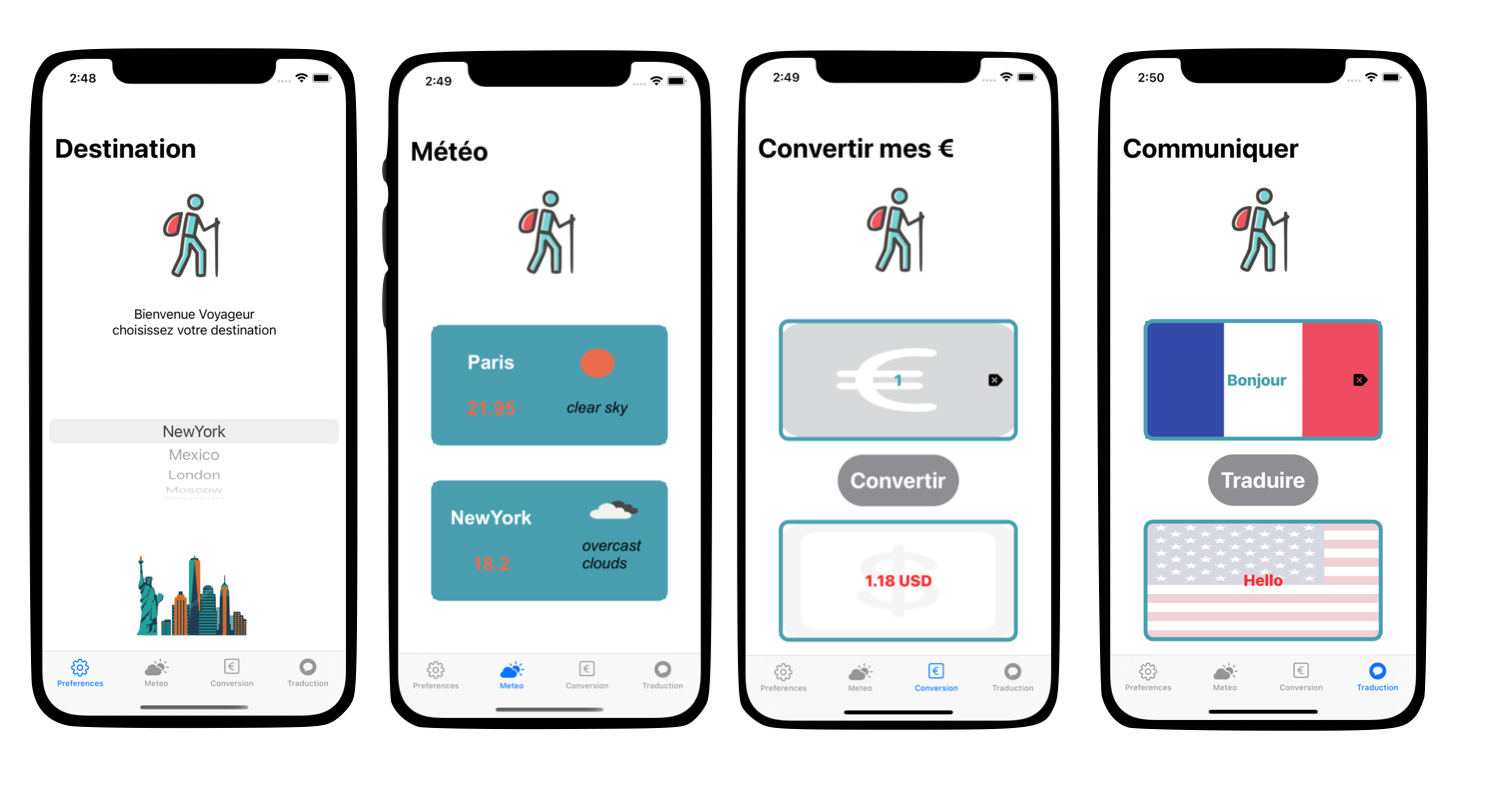 2:48
Destination
Bienvenue Voyageur
choisissez votre destination
NewYork
Mexico
London
Moscow
Preferences
Meteo
Conversion
Traduction
2:49
Météo
Paris
21.95
clear sky
NewYork
18.2
overcast
clouds
Preferences
Meteo
Conversion
Traduction
2:49
Convertir mes €
€
1
Convertir
$
1.18 USD
Preferences
Meteo
Conversion
Traduction
2:50
Communiquer
Bonjour
Traduire
Hello
Preferences
Meteo
Conversion
Traduction